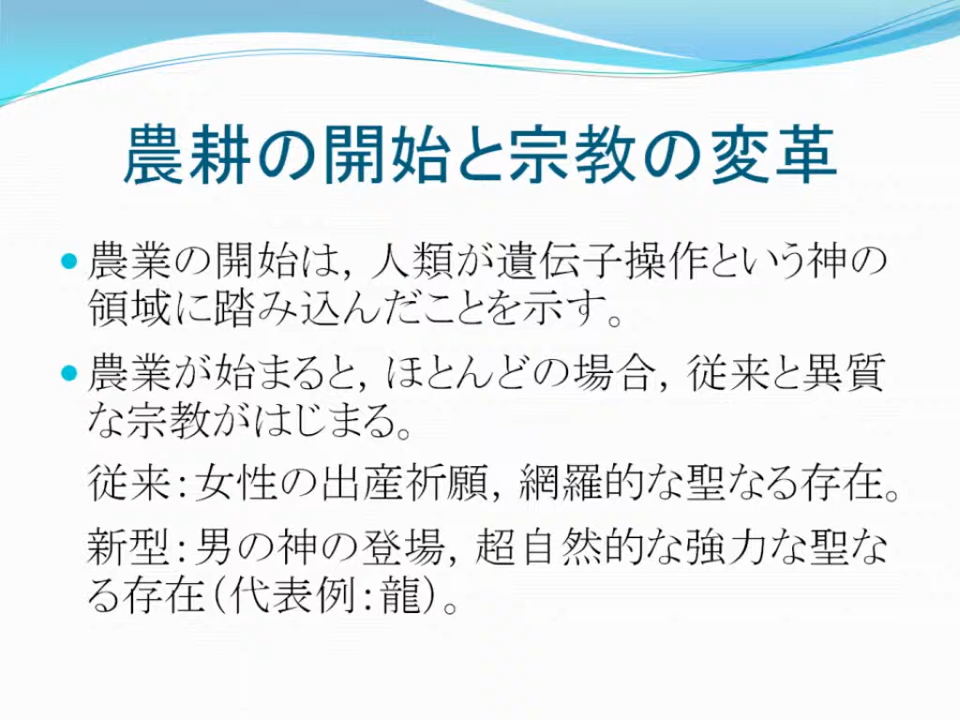 農耕の開始と宗教の変革
• 農業の開始は，人類が遺伝子操作という神の
領域に踏み込んだことを示す。
• 農業が始まると，ほとんどの場合，従来と異質
な宗教がはじまる。
従来：女性の出産祈願，網羅的な聖なる存在。
新型：男の神の登場，超自然的な強力な聖な
る存在（代表例：龍）。